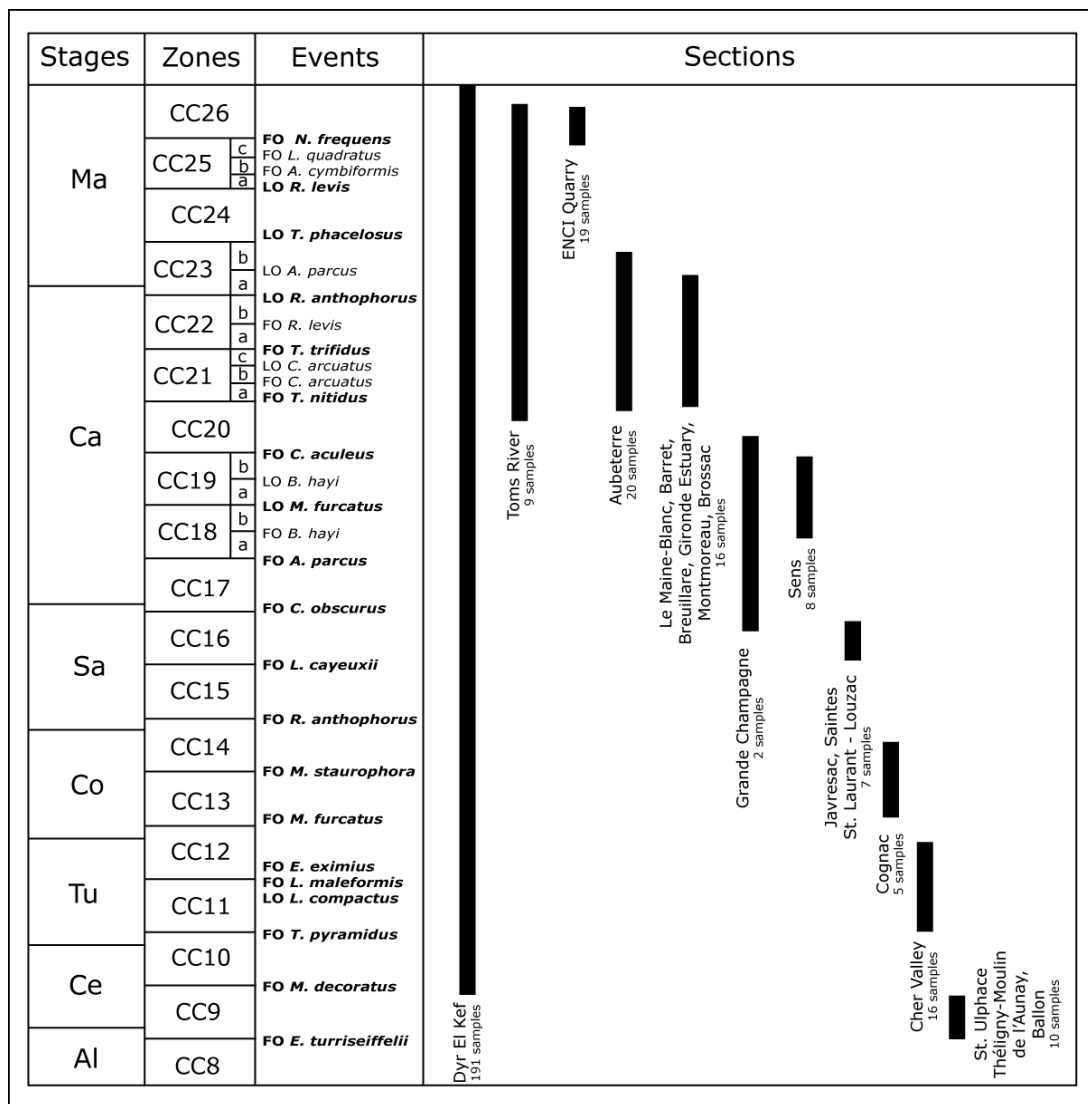 Stages
Zones
Events
Sections
Ma
Ca
Sa
Co
Tu
Ce
Al
CC26
CC25
c
b
a
CC24
CC23
b
a
CC22
b
a
CC21
c
b
a
CC20
CC19
b
a
CC18
b
a
CC17
CC16
CC15
CC14
CC13
CC12
CC11
CC10
CC9
CC8
FO N. frequens
FO L. quadratus
FO A. cymbiformis
LO R. levis
LO T. phacelosus
LO A. parcus
LO R. anthophorus
FO R. levis
FO T. trifidus
LO C. arcuatus
FO C. arcuatus
FO T. nitidus
FO C. aculeus
LO B. hayi
LO M. furcatus
FO B. hayi
FO A. parcus
FO C. obscurus
FO L. cayeuxii
FO R. anthophorus
FO M. staurophora
FO M. furcatus
FO E. eximius
FO L. maleformis
LO L. compactus
FO T. pyramidus
FO M. decoratus
FO E. turriseiffelii
Dyr El Kef
191 samples
Toms River
9 samples
ENCI Quarry
19 samples
Aubeterre
20 samples
Le Maine-Blanc, Barret,
Breuillare, Gironde Estuary,
Montmoreau, Brossac
16 samples
Grande Champagne
2 samples
Sens
8 samples
Javresac, Saintes
St. Laurant - Louzac
7 samples
Cognac
5 samples
Cher Valley
16 samples
St. Ulphace
Théligny-Moulin
de l'Aunay,
Ballon
10 samples